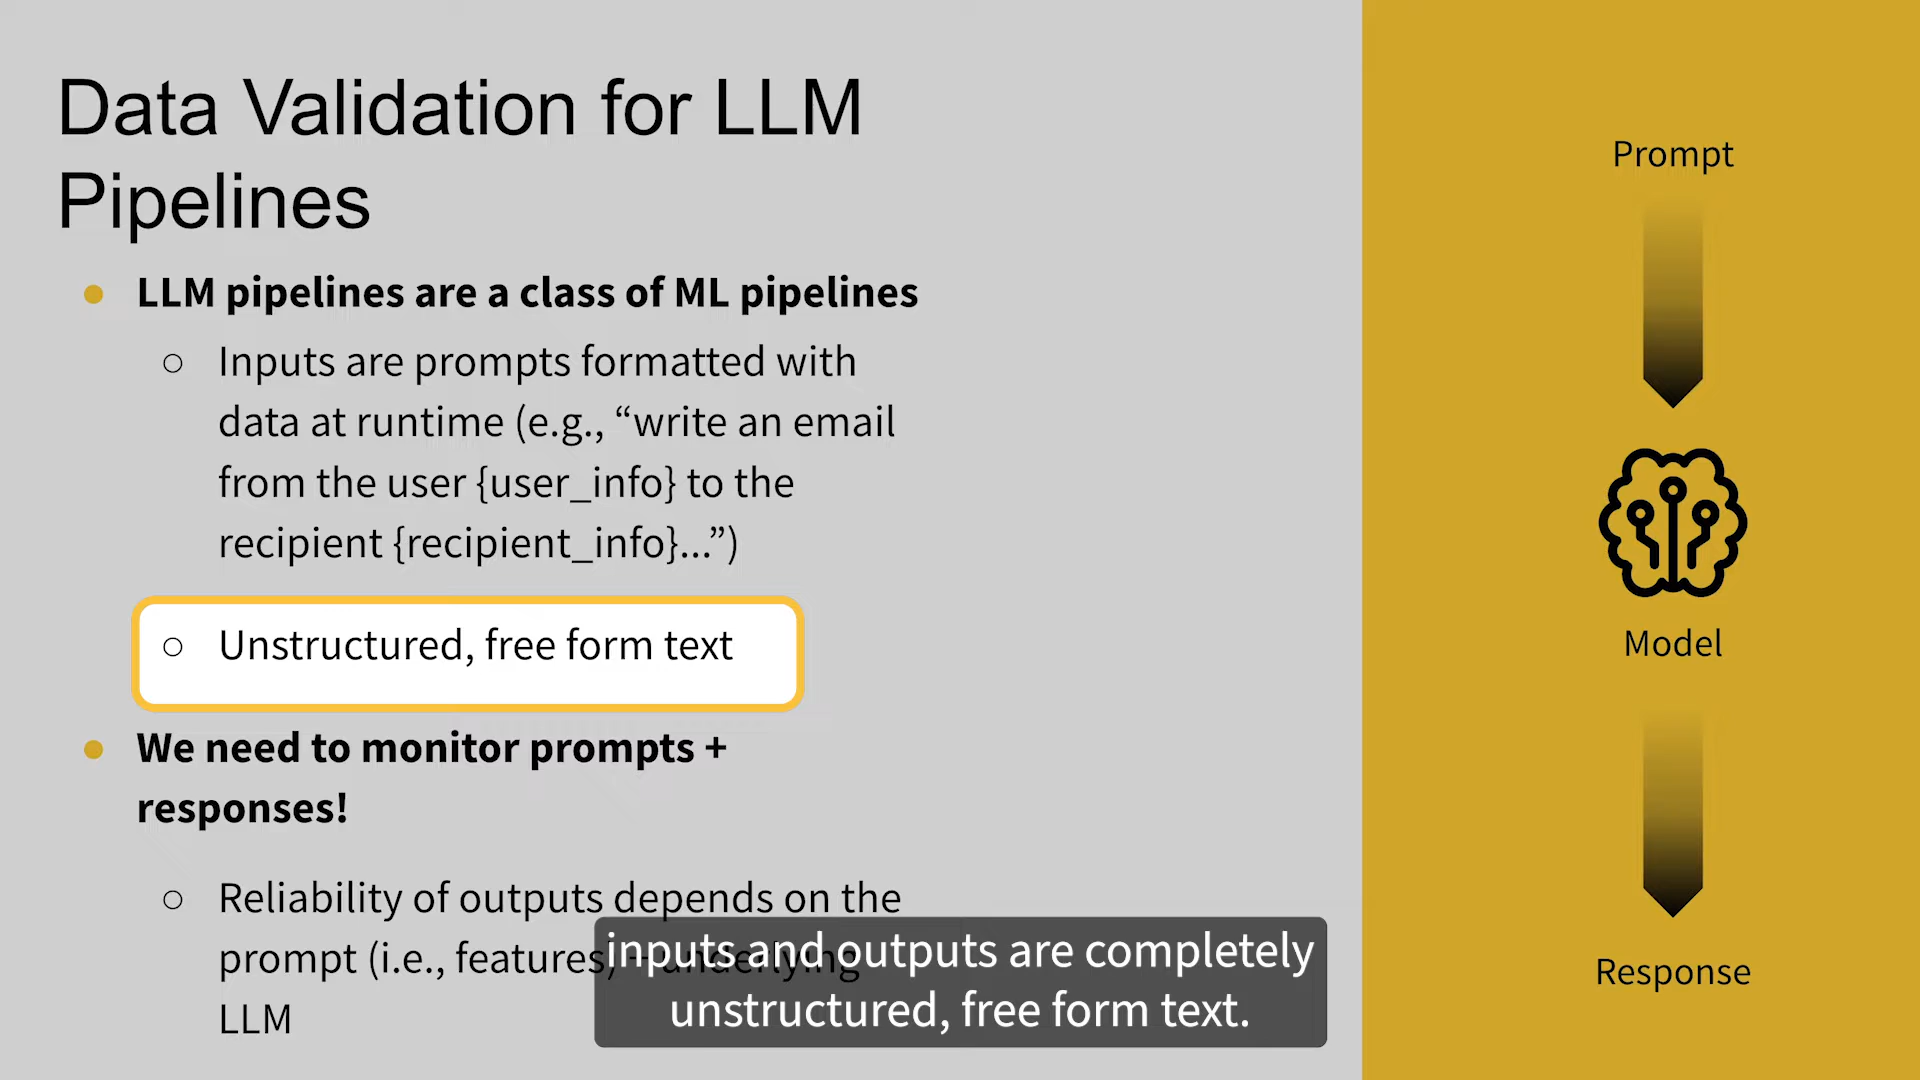 Data Validation for LLM
Pipelines
● LLM pipelines are a class of ML pipelines
○ Inputs are prompts formatted with
data at runtime (e.g., “write an email
from the user {user_info} to the
recipient {recipient_info}...”)
○ Unstructured, free form text
● We need to monitor prompts +
responses!
○ Reliability of outputs depends on the
prompt (i.e., features) + underlying
LLM
inputs and outputs are completely
unstructured, free form text.
Prompt
Model
Response